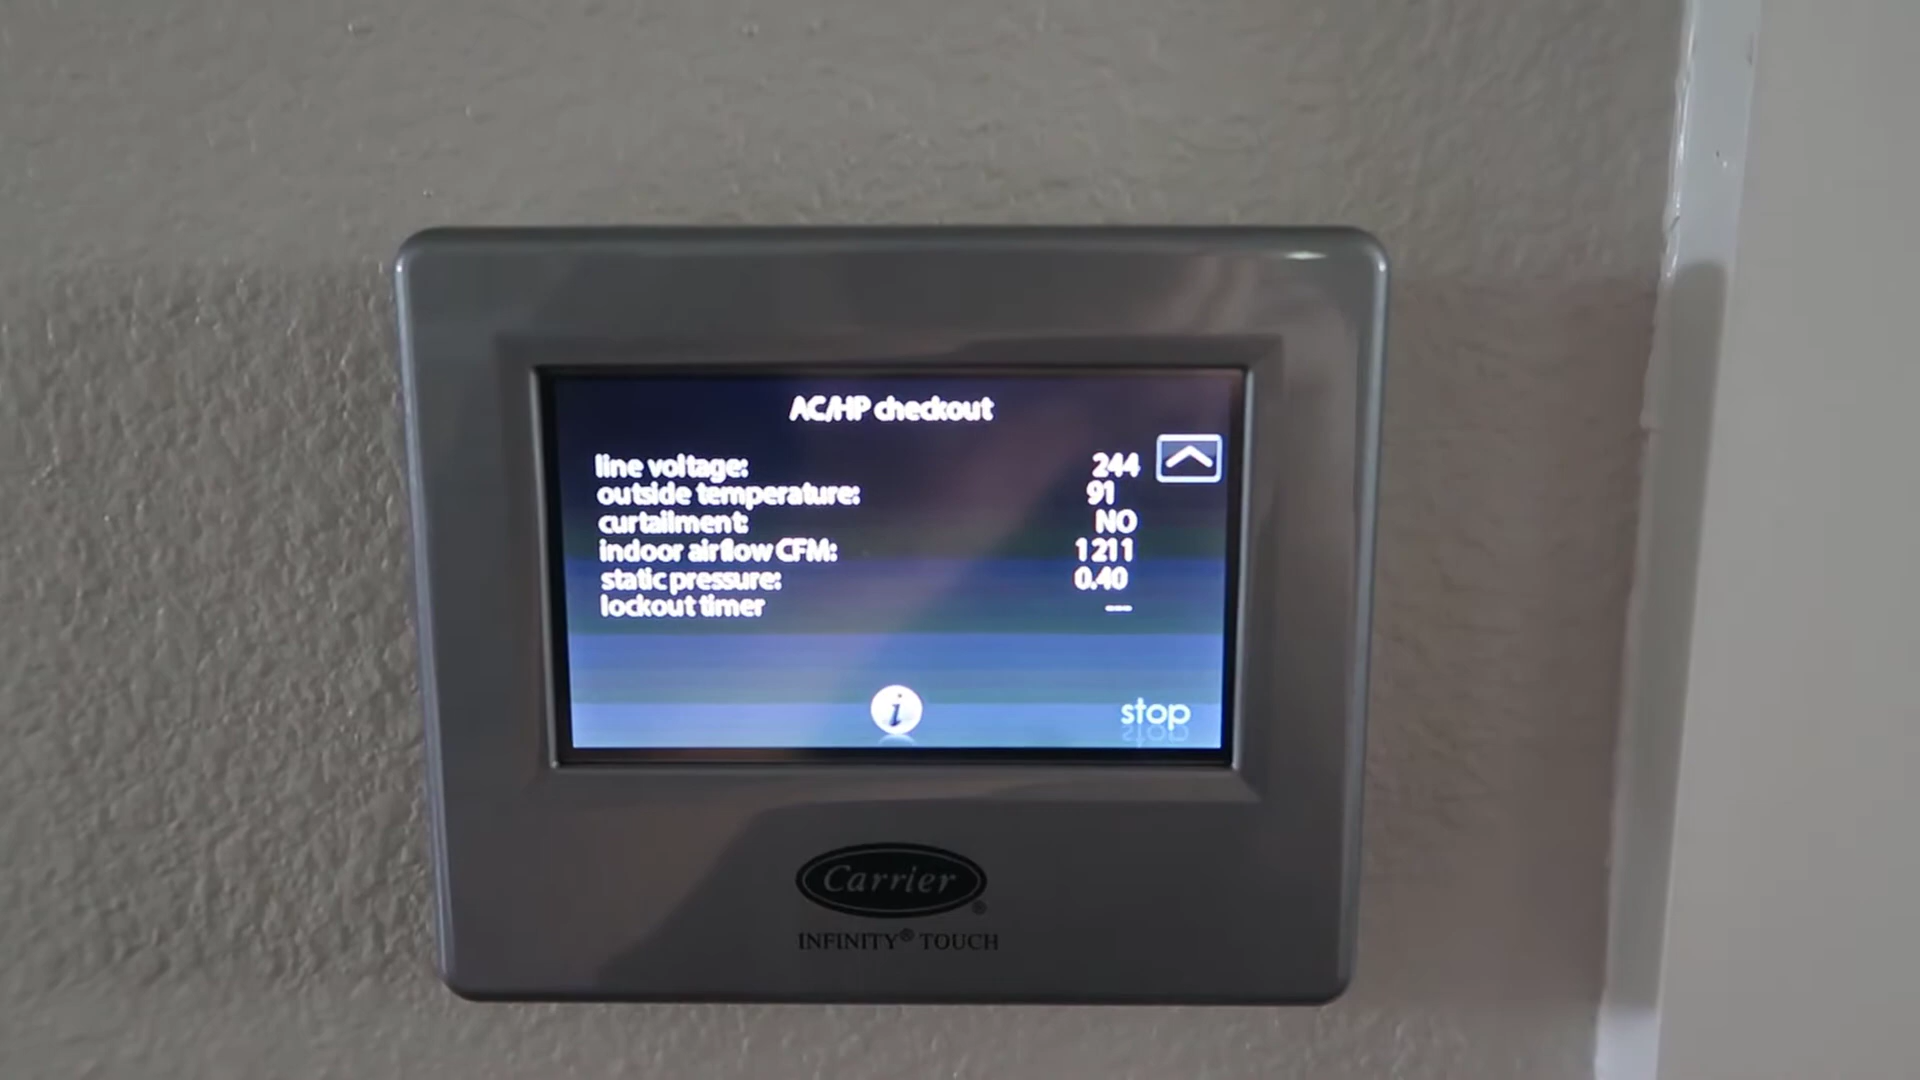 AC/HP checkout
line voltage: 244
outside temperature: 91
curtailment: NO
indoor airflow CFM: 1211
static pressure: 0.40
lockout timer ---
i
stop
Carrier
INFINITY® TOUCH